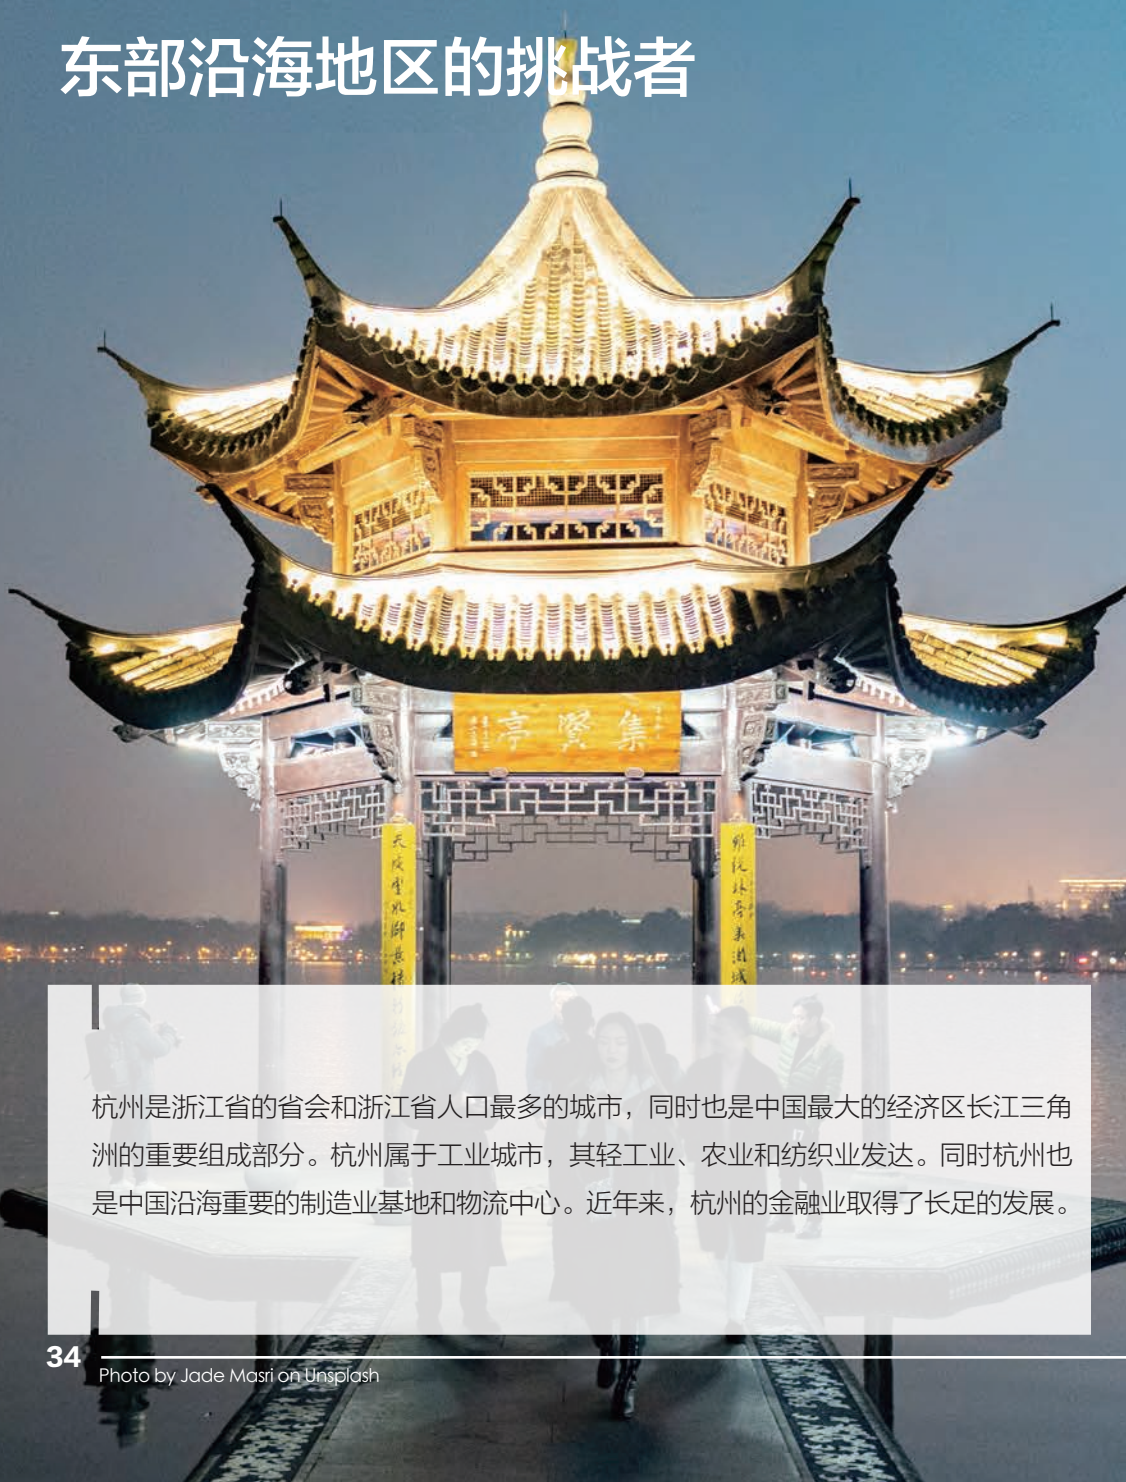 东部沿海地区的挑战者
亭賢集
杭州是浙江省的省会和浙江省人口最多的城市，同时也是中国最大的经济区长江三角
洲的重要组成部分。杭州属于工业城市，其轻工业、农业和纺织业发达。同时杭州也
是中国沿海重要的制造业基地和物流中心。近年来，杭州的金融业取得了长足的发展。
34
Photo by Jade Masri on Unsplash